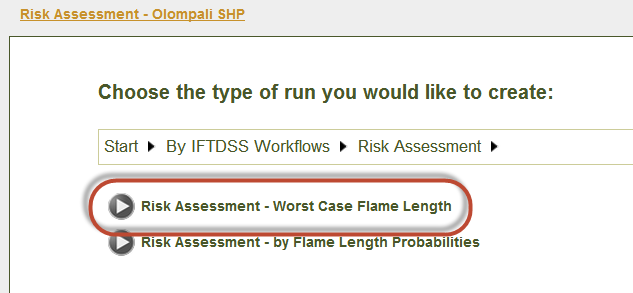 Risk Assessment - Olompali SHP
Choose the type of run you would like to create:
Start By IFTDSS Workflows Risk Assessment
Risk Assessment - Worst Case Flame Length
Risk Assessment - by Flame Length Probabilities